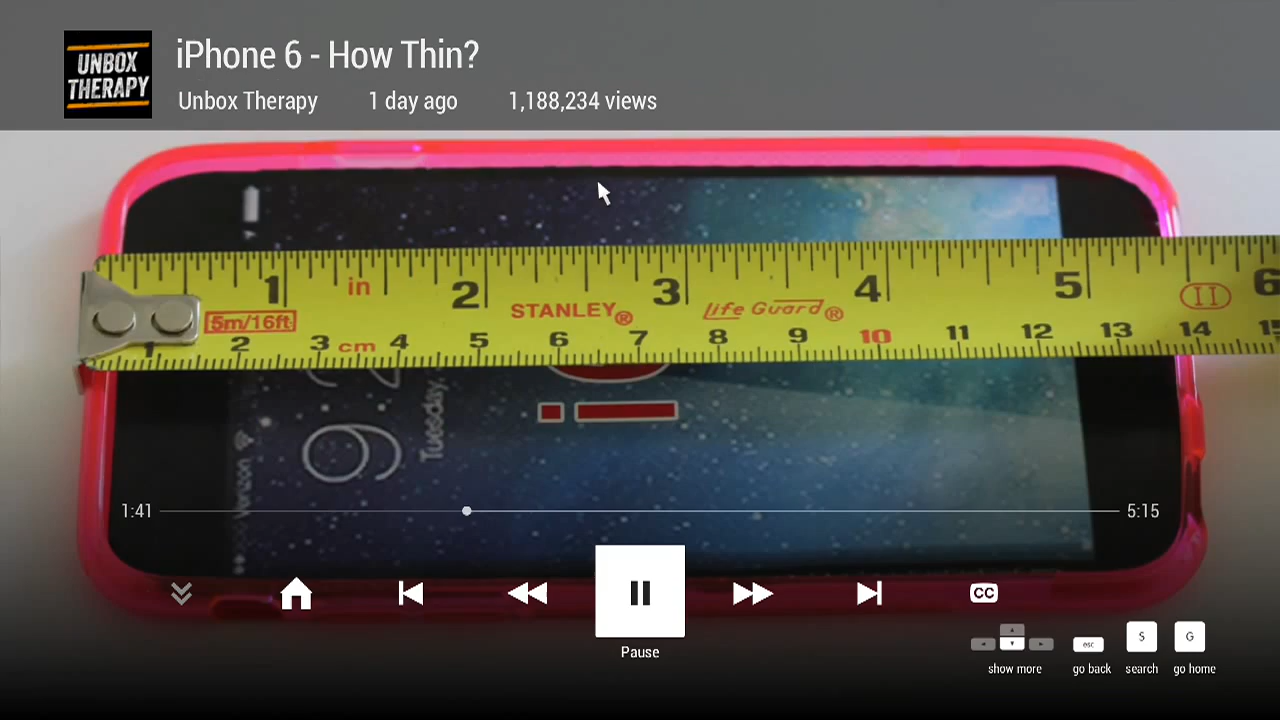 UNBOX
THERAPY
iPhone 6 - How Thin?
Unbox Therapy 1 day ago 1,188,234 views
1 in 2 3 4 5 6
5m/16ft STANLEY® Life Guard® II
1 2 3 cm 4 5 6 7 8 9 10 11 12 13 14 15
Tuesday,
Verizon
1:41 5:15
CC
Pause
S G
esc
show more go back search go home